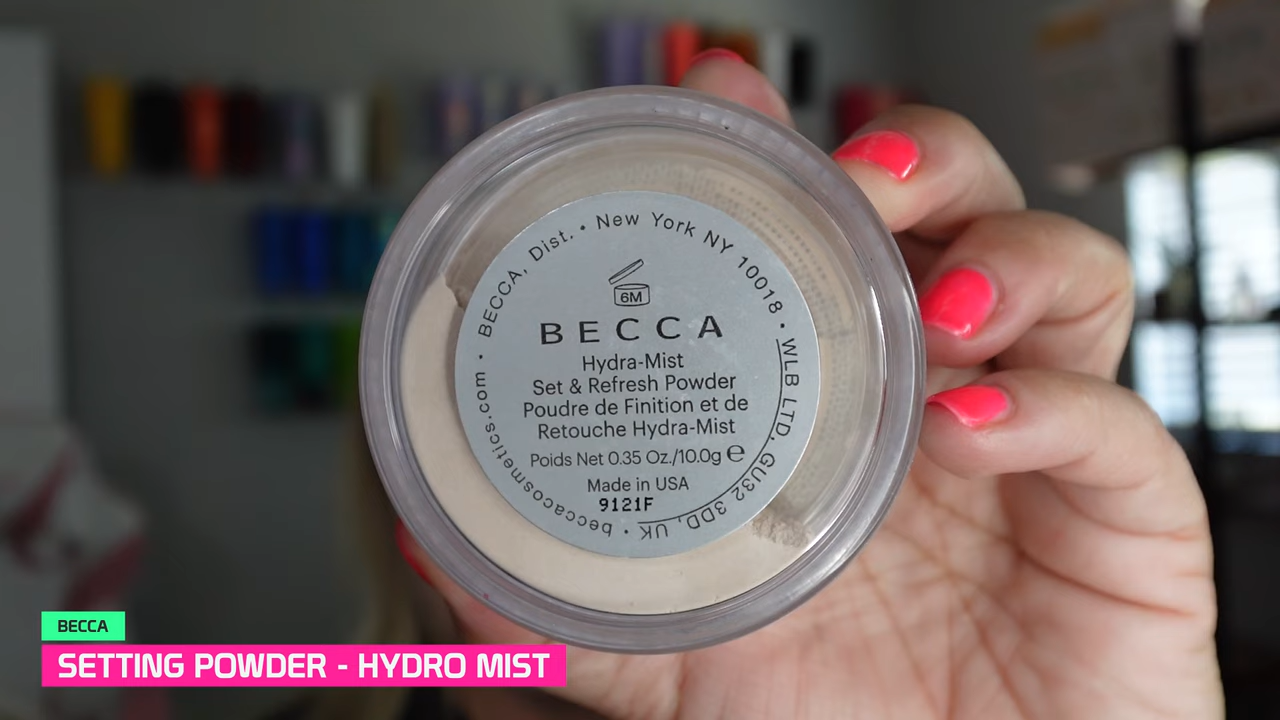 BECCA, Dist. • New York NY 10018 • WLB LTD, GU32 3DD, UK • beccacosmetics.com •
6M
BECCA
Hydra-Mist
Set & Refresh Powder
Poudre de Finition et de
Retouche Hydra-Mist
Poids Net 0.35 Oz./10.0g ℮
Made in USA
9121F
BECCA
SETTING POWDER - HYDRO MIST